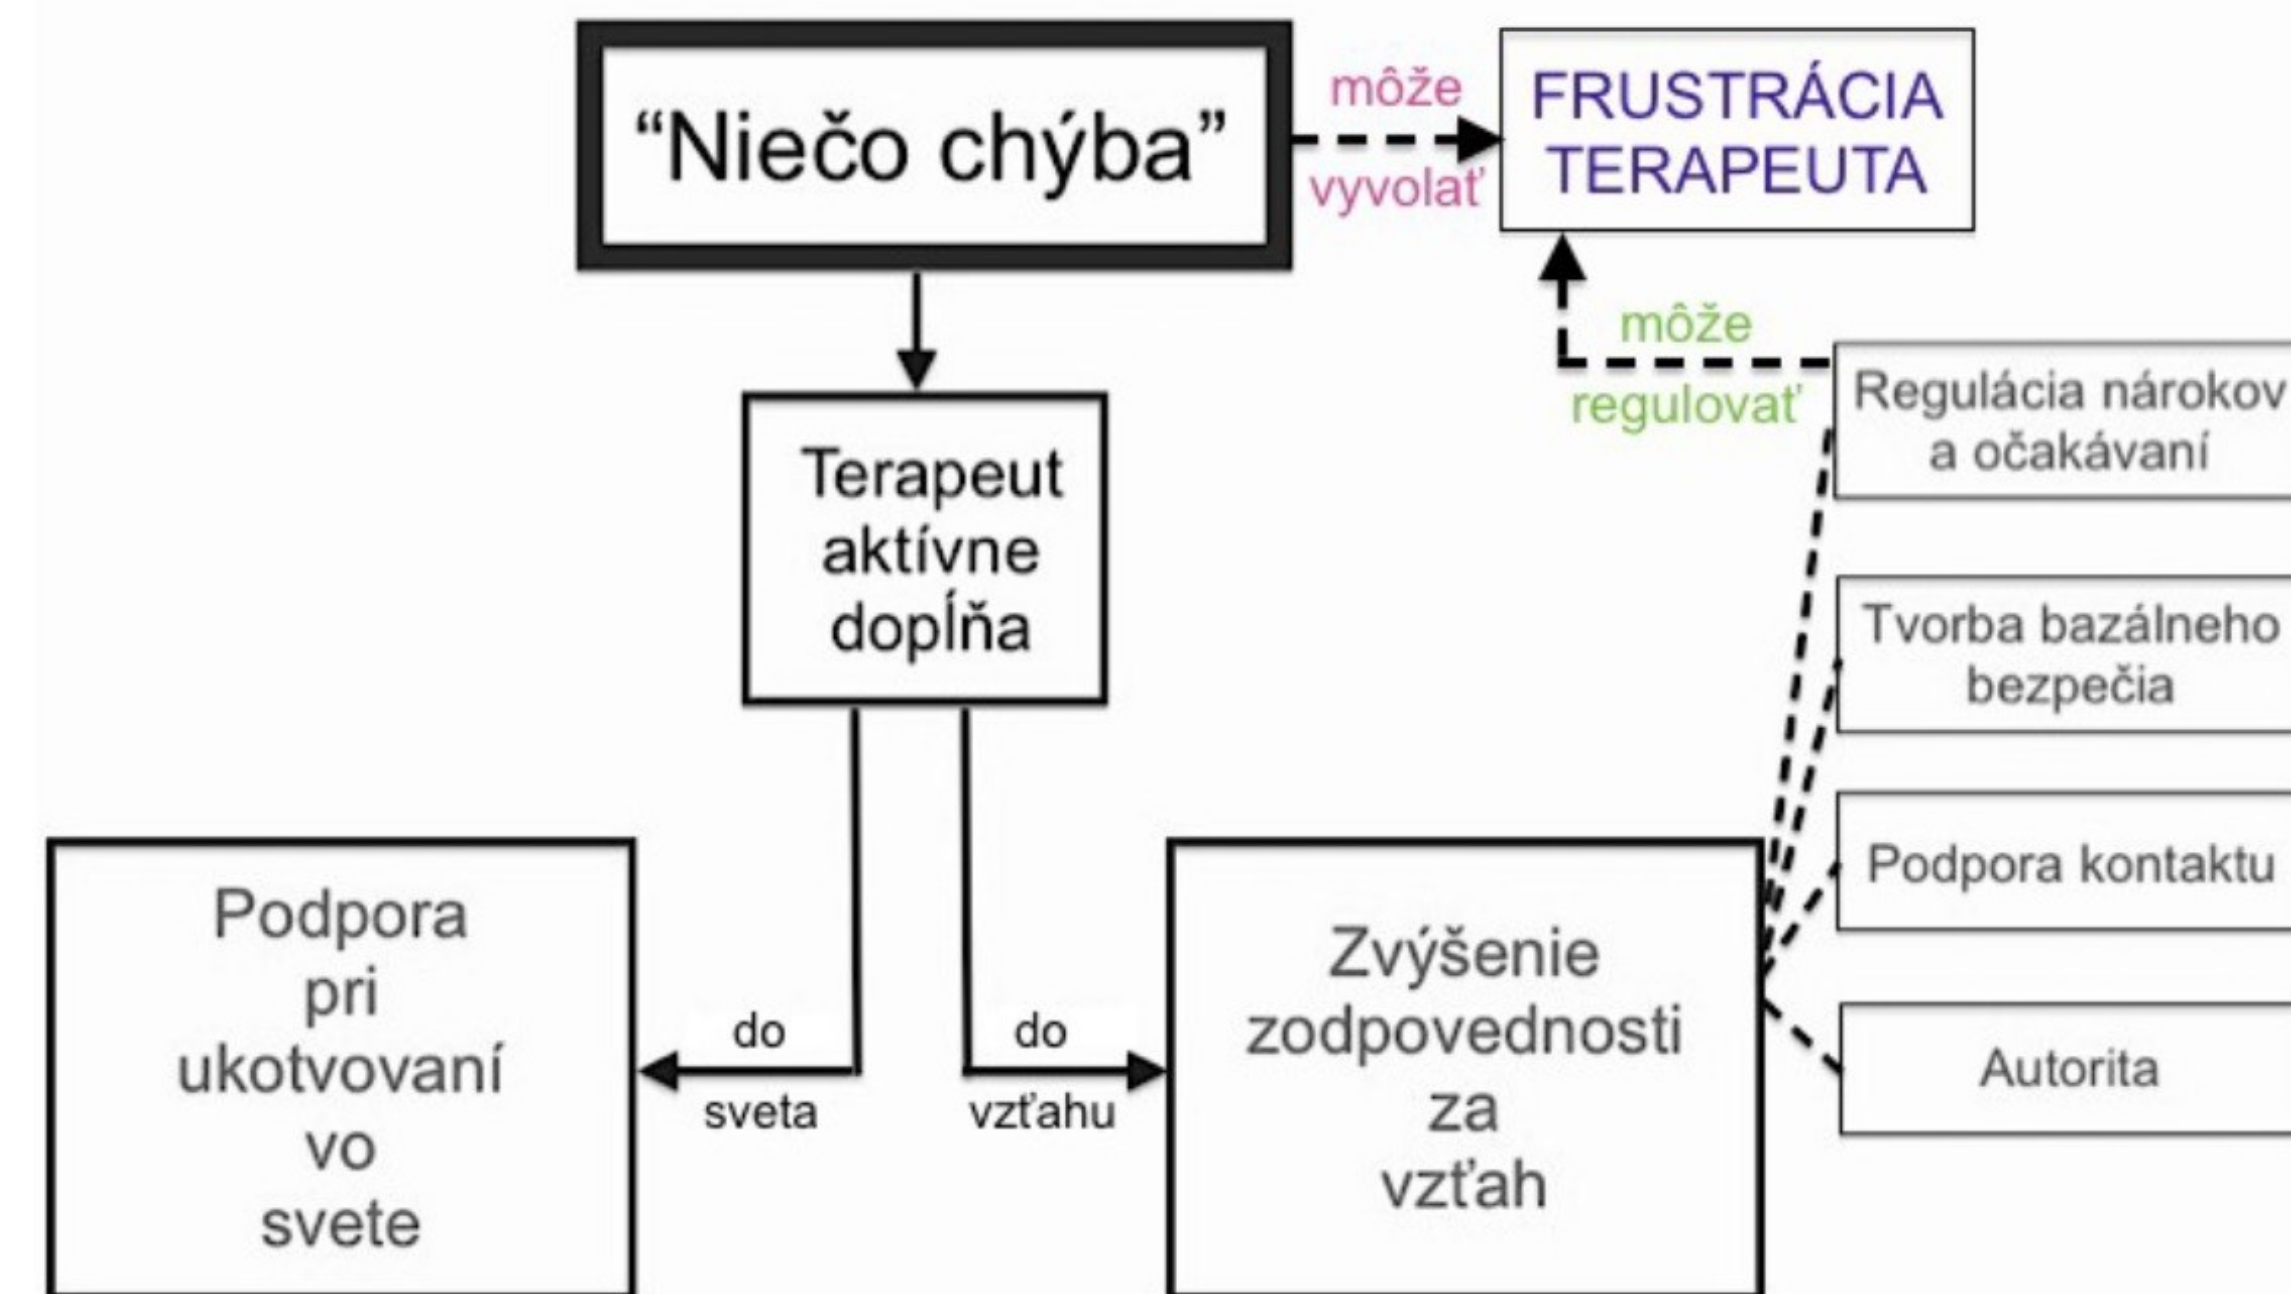 “Niečo chýba”
môže
vyvolať
FRUSTRÁCIA
TERAPEUTA
môže
regulovať
Regulácia nárokov
a očakávaní
Terapeut
aktívne
dopĺňa
Tvorba bazálneho
bezpečia
Podpora kontaktu
Autorita
Podpora
pri
ukotvovaní
vo
svete
do
sveta
do
vzťahu
Zvýšenie
zodpovednosti
za
vzťah